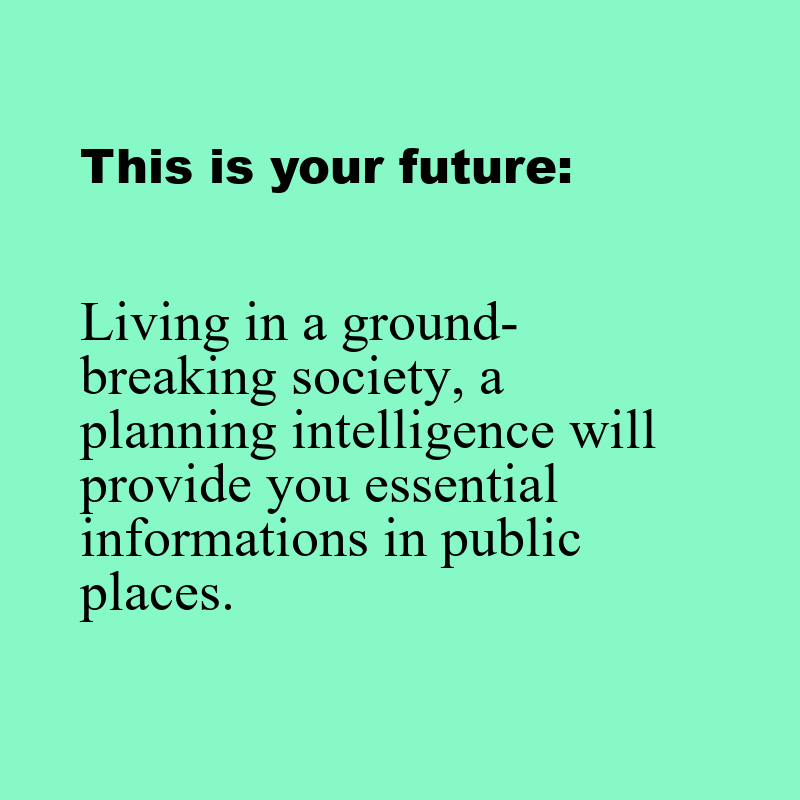 This is your future:
Living in a ground-
breaking society, a
planning intelligence will
provide you essential
informations in public
places.